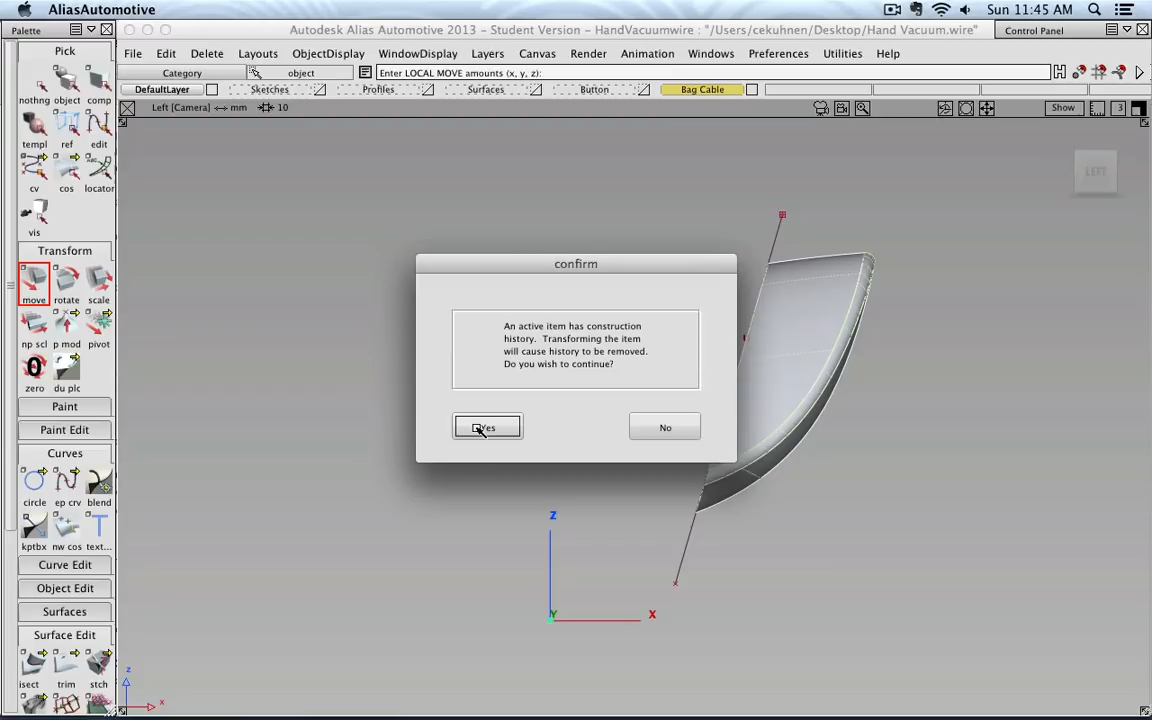 AliasAutomotive
Sun 11:45 AM
Palette
Autodesk Alias Automotive 2013 - Student Version - HandVacuumwire : "/Users/cekuhnen/Desktop/Hand Vacuum.wire"
Control Panel
File Edit Delete Layouts ObjectDisplay WindowDisplay Layers Canvas Render Animation Windows Preferences Utilities Help
Category object Enter LOCAL MOVE amounts (x, y, z):
DefaultLayer Sketches Profiles Surfaces Button Bag Cable
Left [Camera] mm 10
Show 3
Pick
nothng object comp
templ ref edit
cv cos locator
vis
Transform
move rotate scale
np scl p mod pivot
0
zero du plc
Paint
Paint Edit
Curves
circle ep crv blend
T
kptbx nw cos text...
Curve Edit
Object Edit
Surfaces
Surface Edit
isect trim stch
LEFT
confirm
An active item has construction
history. Transforming the item
will cause history to be removed.
Do you wish to continue?
Yes No
Z
Y X
z
x